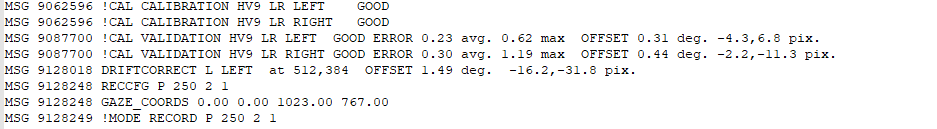 MSG 9062596 !CAL CALIBRATION HV9 LR LEFT    GOOD
MSG 9062596 !CAL CALIBRATION HV9 LR RIGHT   GOOD
MSG 9087700 !CAL VALIDATION HV9 LR LEFT  GOOD ERROR 0.23 avg. 0.62 max  OFFSET 0.31 deg. -4.3,6.8 pix.
MSG 9087700 !CAL VALIDATION HV9 LR RIGHT GOOD ERROR 0.30 avg. 1.19 max  OFFSET 0.44 deg. -2.2,-11.3 pix.
MSG 9128018 DRIFTCORRECT L LEFT  at 512,384  OFFSET 1.49 deg.  -16.2,-31.8 pix.
MSG 9128248 RECCFG P 250 2 1
MSG 9128248 GAZE_COORDS 0.00 0.00 1023.00 767.00
MSG 9128249 !MODE RECORD P 250 2 1